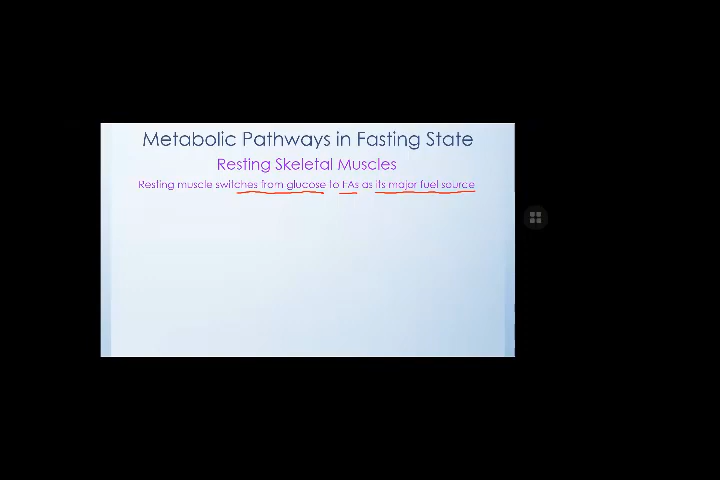 Metabolic Pathways in Fasting State
Resting Skeletal Muscles
Resting muscle switches from glucose to FAs as its major fuel source